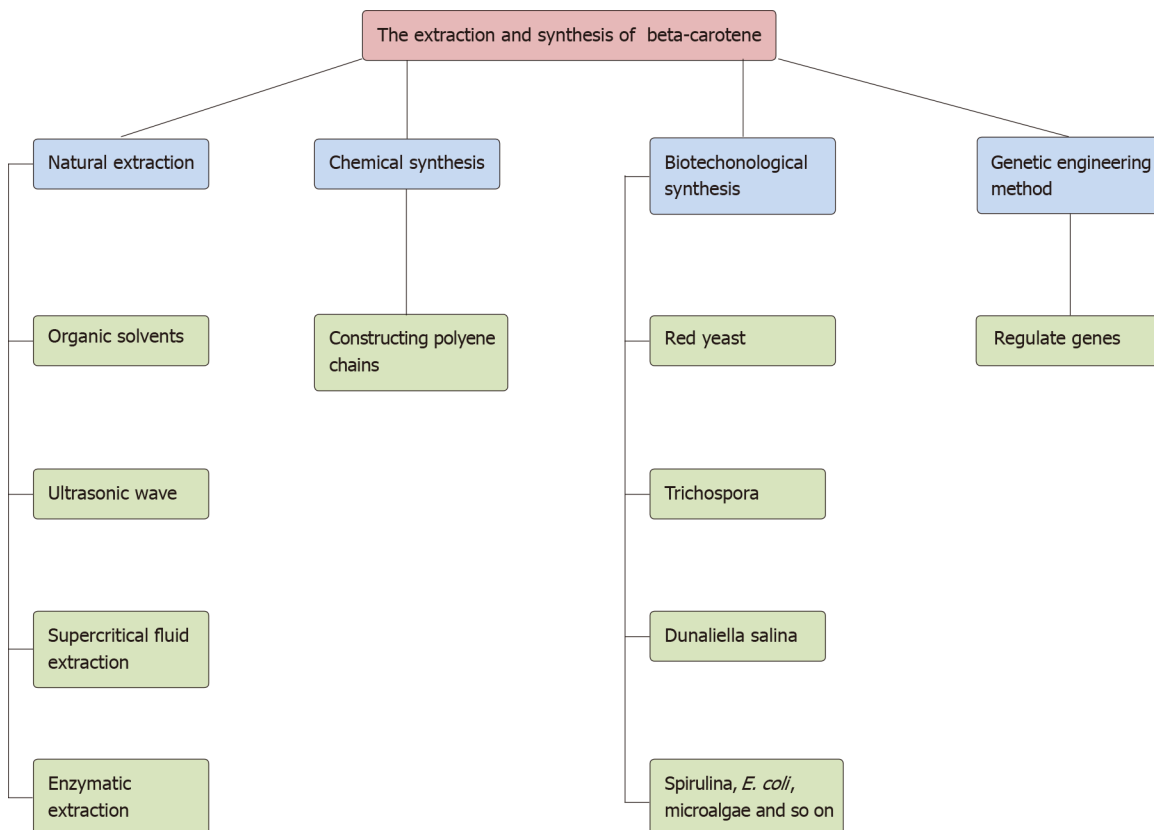 The extraction and synthesis of beta-carotene
Natural extraction
Chemical synthesis
Biotechonological
synthesis
Genetic engineering
method
Organic solvents
Constructing polyene
chains
Red yeast
Regulate genes
Ultrasonic wave
Trichospora
Supercritical fluid
extraction
Dunaliella salina
Enzymatic
extraction
Spirulina, E. coli,
microalgae and so on